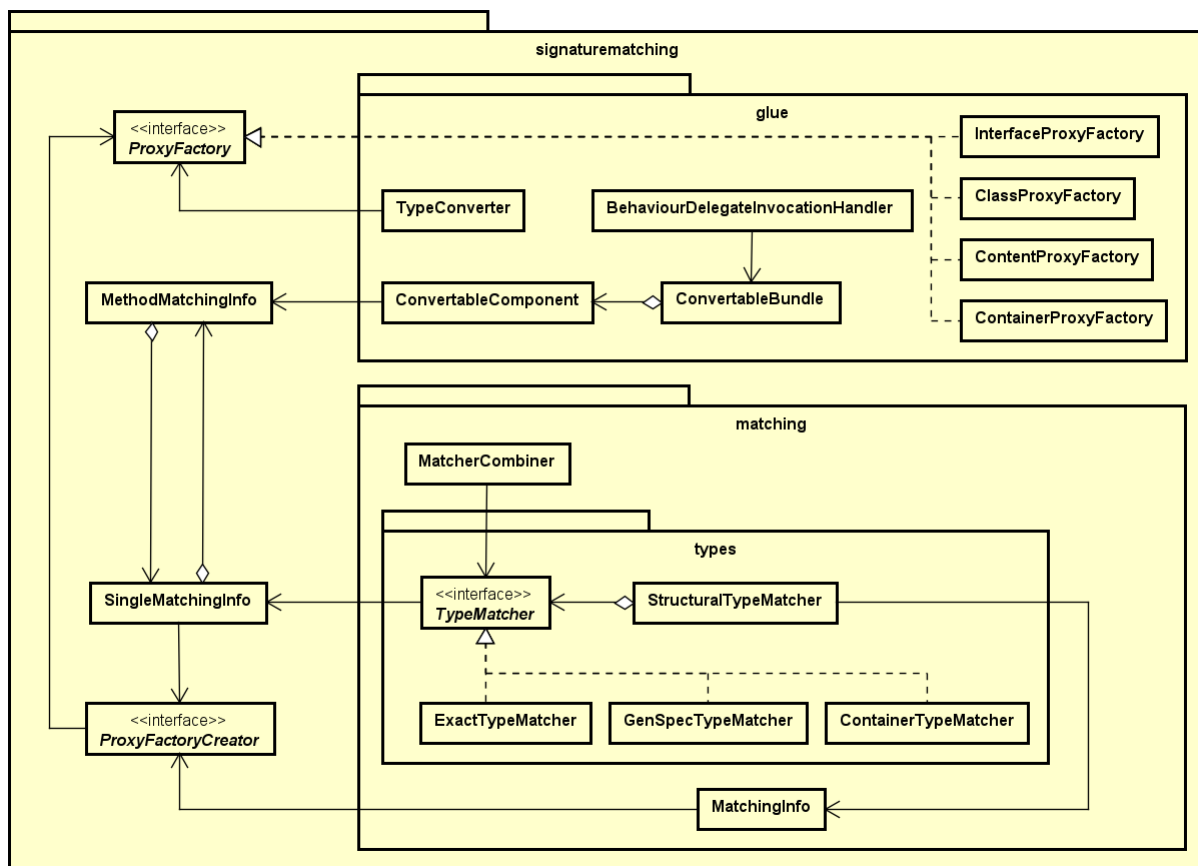 signaturematching
glue
<<interface>>
ProxyFactory
InterfaceProxyFactory
TypeConverter
BehaviourDelegateInvocationHandler
ClassProxyFactory
ContentProxyFactory
MethodMatchingInfo
ConvertableComponent
ConvertableBundle
ContainerProxyFactory
matching
MatcherCombiner
types
SingleMatchingInfo
<<interface>>
TypeMatcher
StructuralTypeMatcher
<<interface>>
ProxyFactoryCreator
ExactTypeMatcher
GenSpecTypeMatcher
ContainerTypeMatcher
MatchingInfo